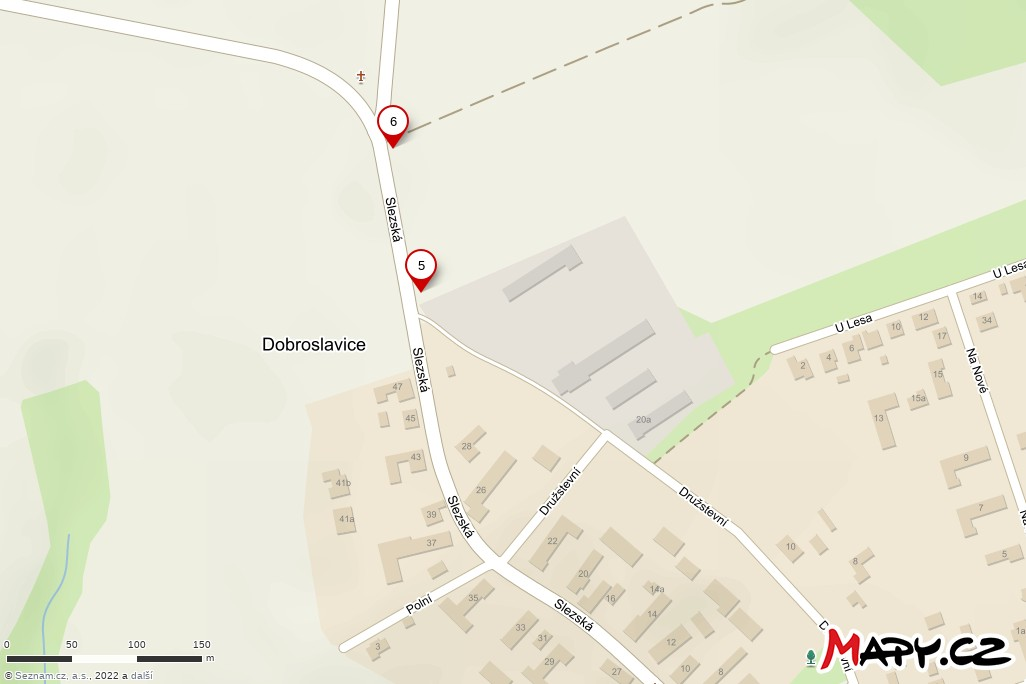 6
Slezská
5
U Lesa
14
34
12
U Lesa
10
17
6
4
2
Dobroslavice
Slezská
Na Nové
15
47
15a
13
45
20a
28
43
9
41b
26
Družstevní
Družstevní
7
41a
39
Slezská
37
22
10
5
20
8
14a
35
16
Polní
14
Slezská
33
31
3
12
0 50 100 150
m
29
27
10
8
MAPY.CZ
© Seznam.cz, a.s., 2022 a další